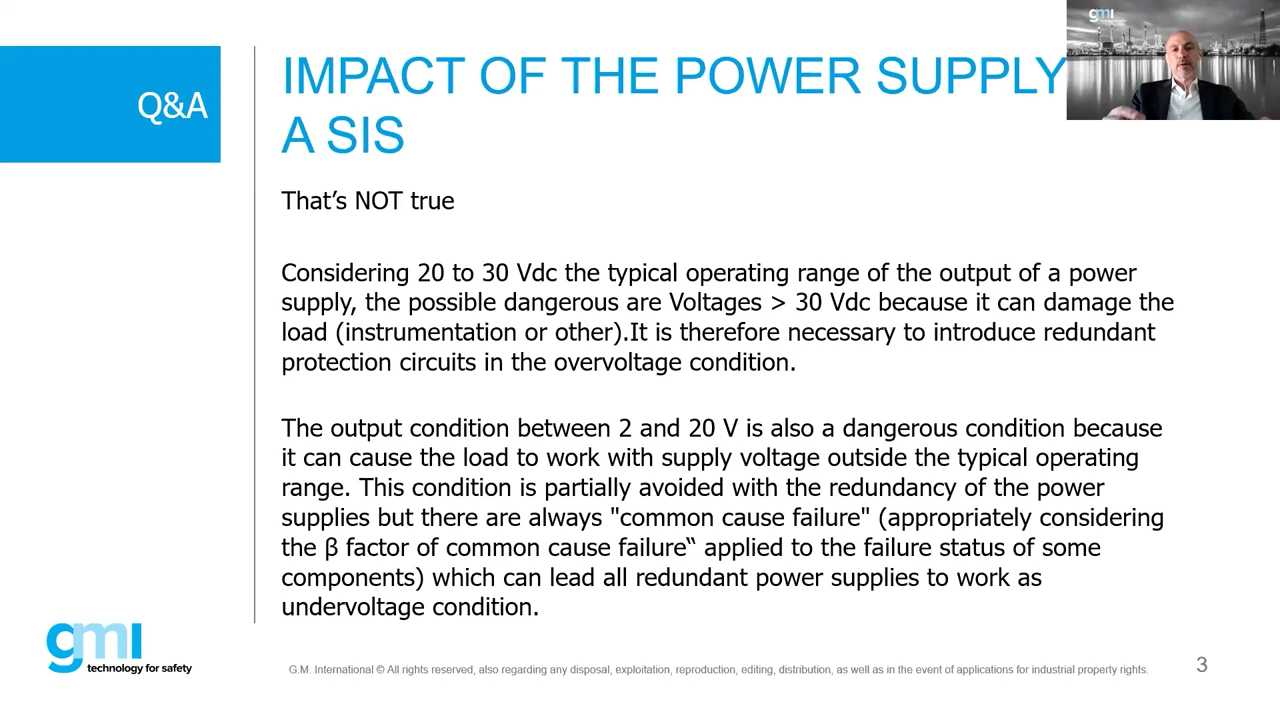 gmi
Q&A
IMPACT OF THE POWER SUPPLY
A SIS
That’s NOT true
Considering 20 to 30 Vdc the typical operating range of the output of a power
supply, the possible dangerous are Voltages > 30 Vdc because it can damage the
load (instrumentation or other).It is therefore necessary to introduce redundant
protection circuits in the overvoltage condition.
The output condition between 2 and 20 V is also a dangerous condition because
it can cause the load to work with supply voltage outside the typical operating
range. This condition is partially avoided with the redundancy of the power
supplies but there are always "common cause failure" (appropriately considering
the β factor of common cause failure‟ applied to the failure status of some
components) which can lead all redundant power supplies to work as
undervoltage condition.
gmi
technology for safety
G.M. International © All rights reserved, also regarding any disposal, exploitation, reproduction, editing, distribution, as well as in the event of applications for industrial property rights.
3